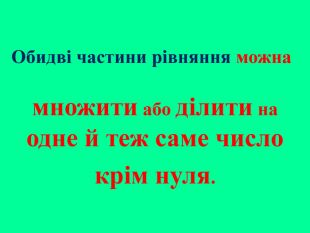 Обидві частини рівняння можна
множити або ділити на
одне й теж саме число
крім нуля.